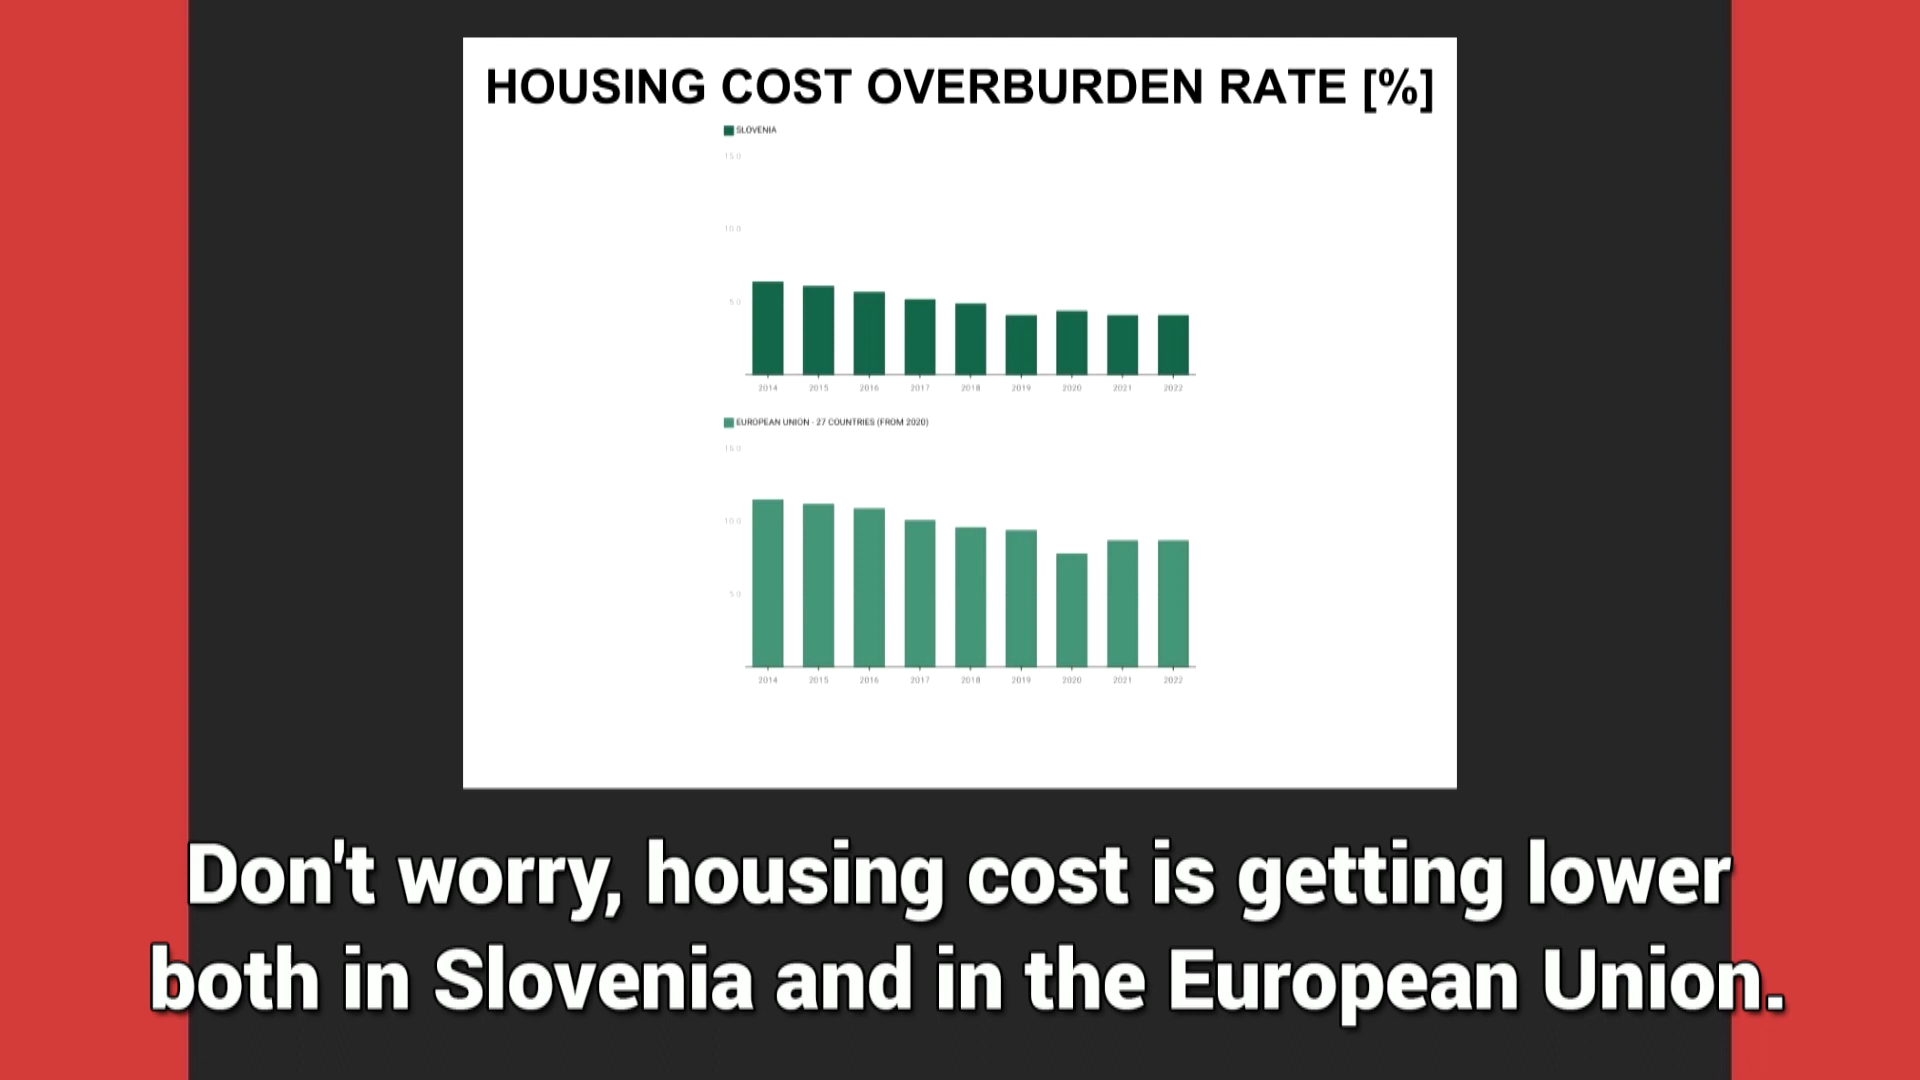 HOUSING COST OVERBURDEN RATE [%]
SLOVENIA
15.0
10.0
5.0
2014 2015 2016 2017 2018 2019 2020 2021 2022
EUROPEAN UNION - 27 COUNTRIES (FROM 2020)
15.0
10.0
5.0
2014 2015 2016 2017 2018 2019 2020 2021 2022
Don't worry, housing cost is getting lower
both in Slovenia and in the European Union.